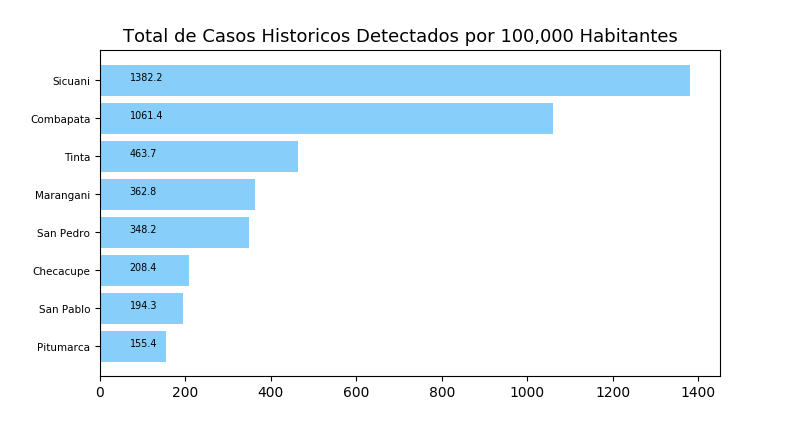 Total de Casos Historicos Detectados por 100,000 Habitantes
Sicuani 1382.2
Combapata 1061.4
Tinta 463.7
Marangani 362.8
San Pedro 348.2
Checacupe 208.4
San Pablo 194.3
Pitumarca 155.4
0 200 400 600 800 1000 1200 1400